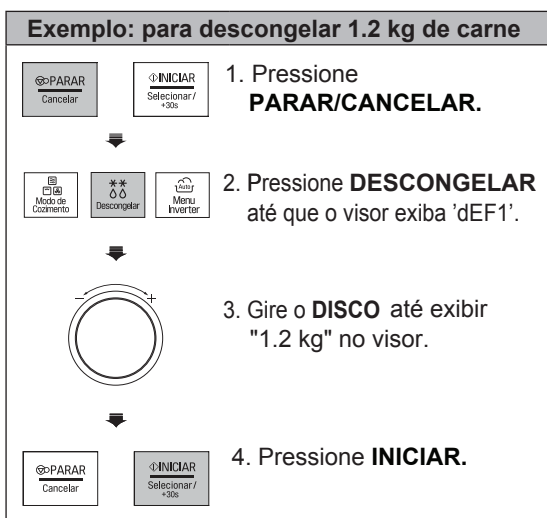 Exemplo: para descongelar 1.2 kg de carne
PARAR
Cancelar
INICIAR
Selecionar/
+30s
1. Pressione
PARAR/CANCELAR.
Modo de
Cozimento
Descongelar
Auto
Menu
Inverter
2. Pressione DESCONGELAR
até que o visor exiba ’dEF1’.
- +
3. Gire o DISCO até exibir
"1.2 kg" no visor.
PARAR
Cancelar
INICIAR
Selecionar/
+30s
4. Pressione INICIAR.